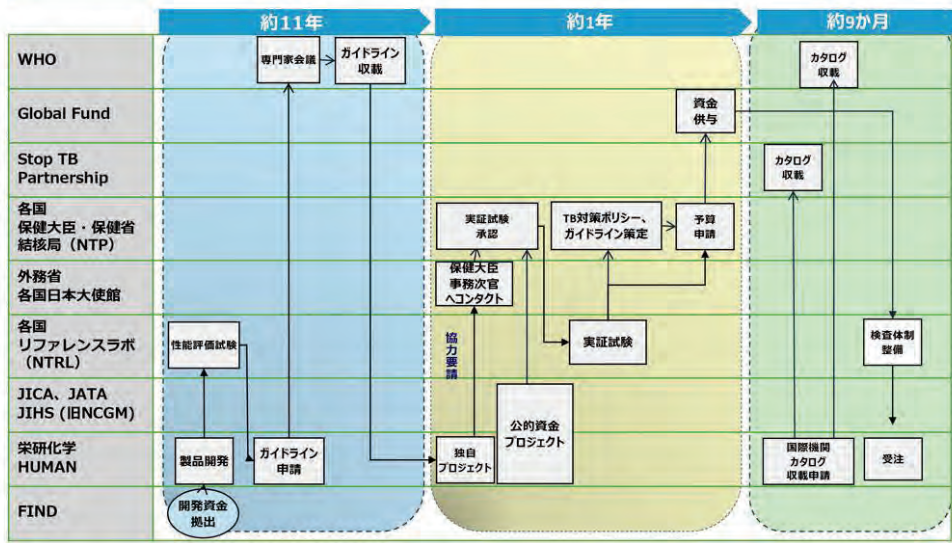 約11年
約1年
約9か月
WHO
専門家会議
ガイドライン
収載
カタログ
収載
Global Fund
資金
供与
Stop TB
Partnership
カタログ
収載
各国
保健大臣・保健省
結核局（NTP）
実証試験
承認
TB対策ポリシー、
ガイドライン策定
予算
申請
外務省
各国日本大使館
保健大臣
事務次官
へコンタクト
各国
リファレンスラボ
（NTRL）
性能評価試験
協力要請
実証試験
検査体制
整備
JICA、JATA
JIHS (旧NCGM)
公的資金
プロジェクト
栄研化学
HUMAN
製品開発
ガイドライン
申請
独自
プロジェクト
国際機関
カタログ
収載申請
受注
FIND
開発資金
拠出